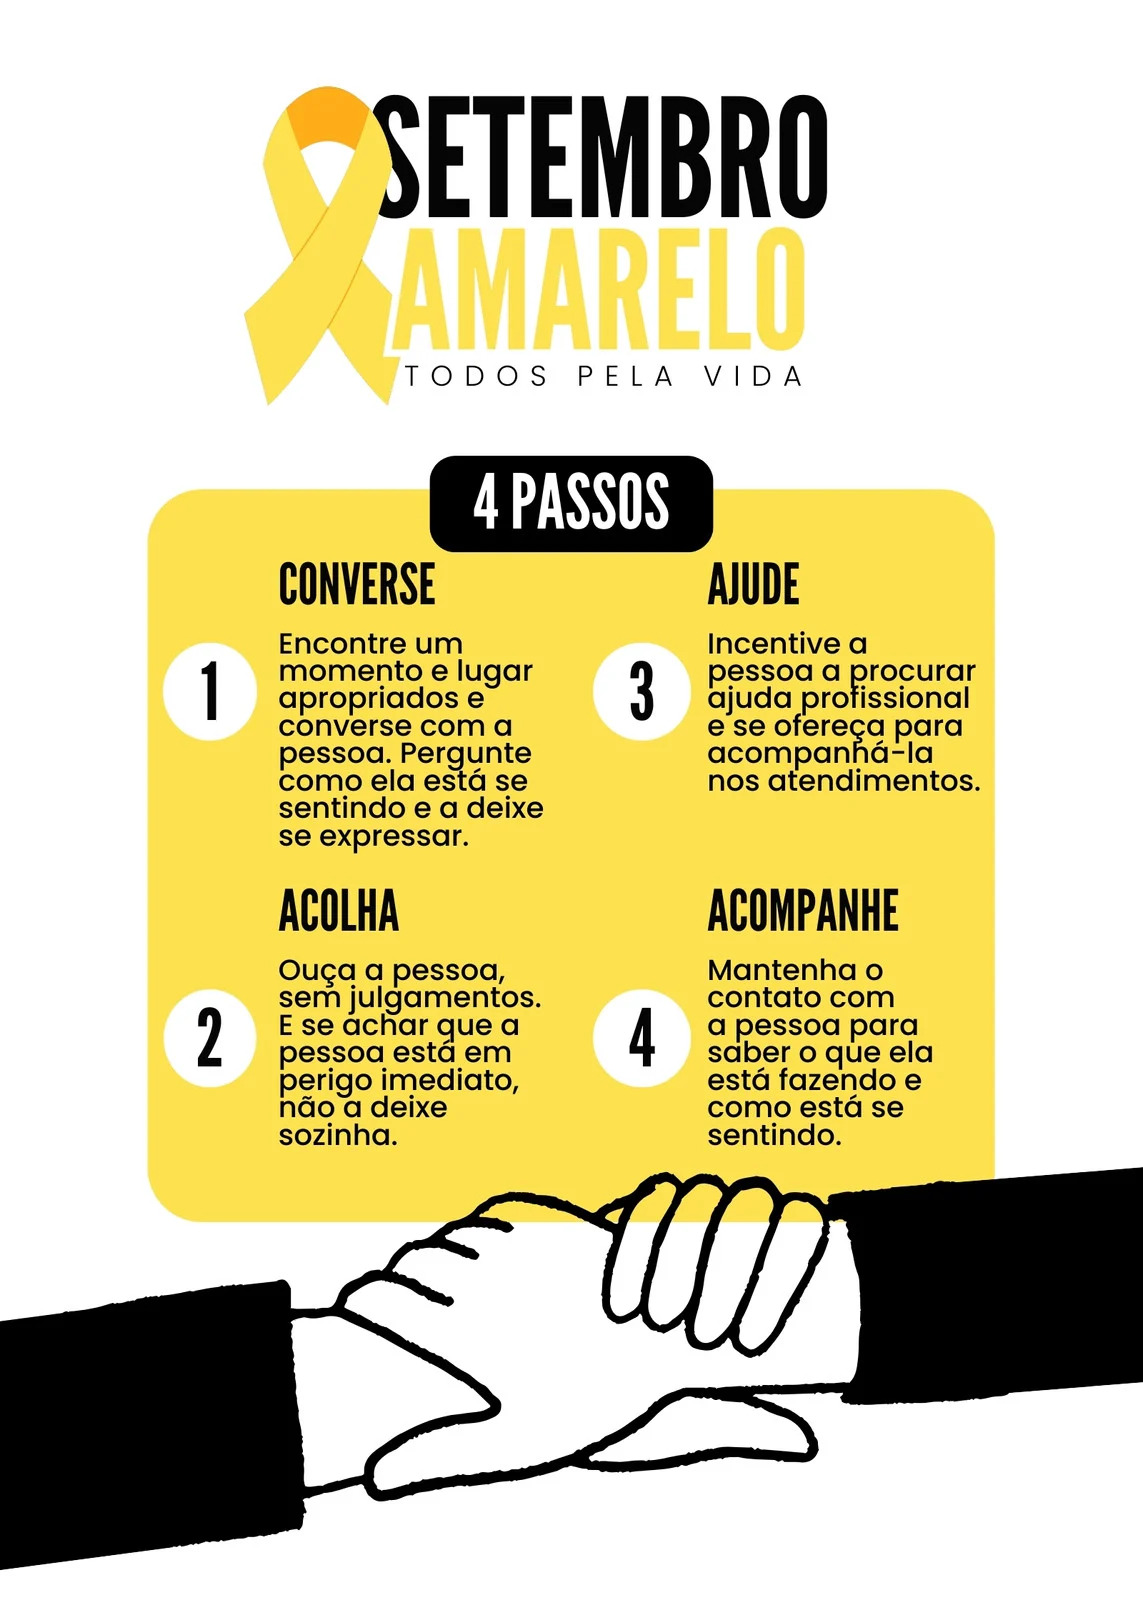 SETEMBRO
AMARELO
TODOS PELA VIDA
4 PASSOS
1
CONVERSE
Encontre um
momento e lugar
apropriados e
converse com a
pessoa. Pergunte
como ela está se
sentindo e a deixe
se expressar.
2
ACOLHA
Ouça a pessoa,
sem julgamentos.
E se achar que a
pessoa está em
perigo imediato,
não a deixe
sozinha.
3
AJUDE
Incentive a
pessoa a procurar
ajuda profissional
e se ofereça para
acompanhá-la
nos atendimentos.
4
ACOMPANHE
Mantenha o
contato com
a pessoa para
saber o que ela
está fazendo e
como está se
sentindo.